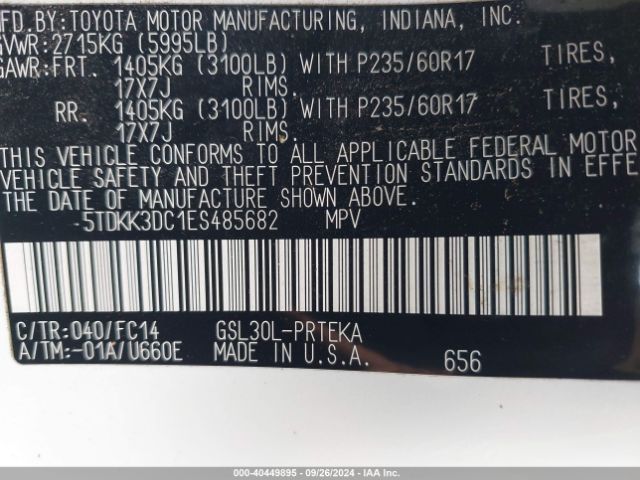 MFD.BY:TOYOTA MOTOR MANUFACTURING, INDIANA, INC.
GVWR:2715KG (5995LB)
GAWR:FRT. 1405KG (3100LB) WITH P235/60R17 TIRES,
17X7J RIMS.
RR. 1405KG (3100LB) WITH P235/60R17 TIRES,
17X7J RIMS.
THIS VEHICLE CONFORMS TO ALL APPLICABLE FEDERAL MOTOR
VEHICLE SAFETY AND THEFT PREVENTION STANDARDS IN EFFE
THE DATE OF MANUFACTURE SHOWN ABOVE.
5TDKK3DC1ES485682 MPV
C/TR:040/FC14 GSL30L-PRTEKA
A/TM:-01A/U660E MADE IN U.S.A. 656
000-40449895 - 09/26/2024 - IAA Inc.